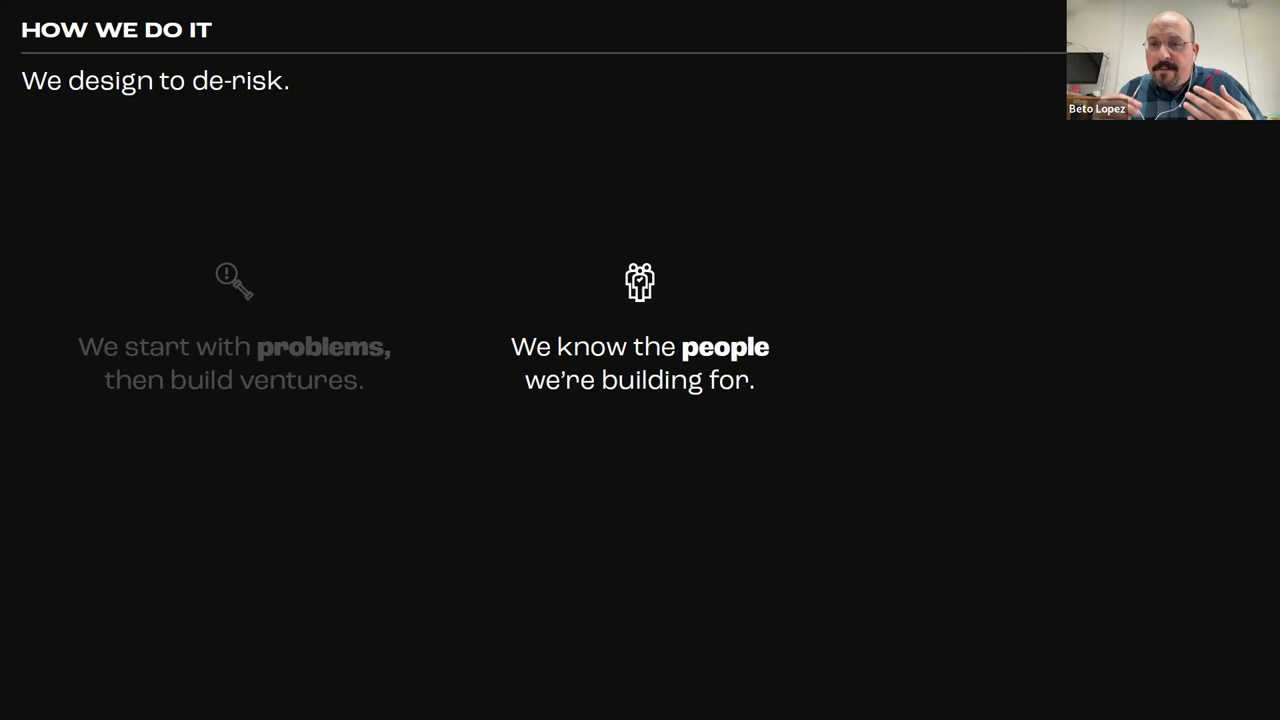 HOW WE DO IT
We design to de-risk.
Beto Lopez
We start with problems,
then build ventures.
We know the people
we're building for.